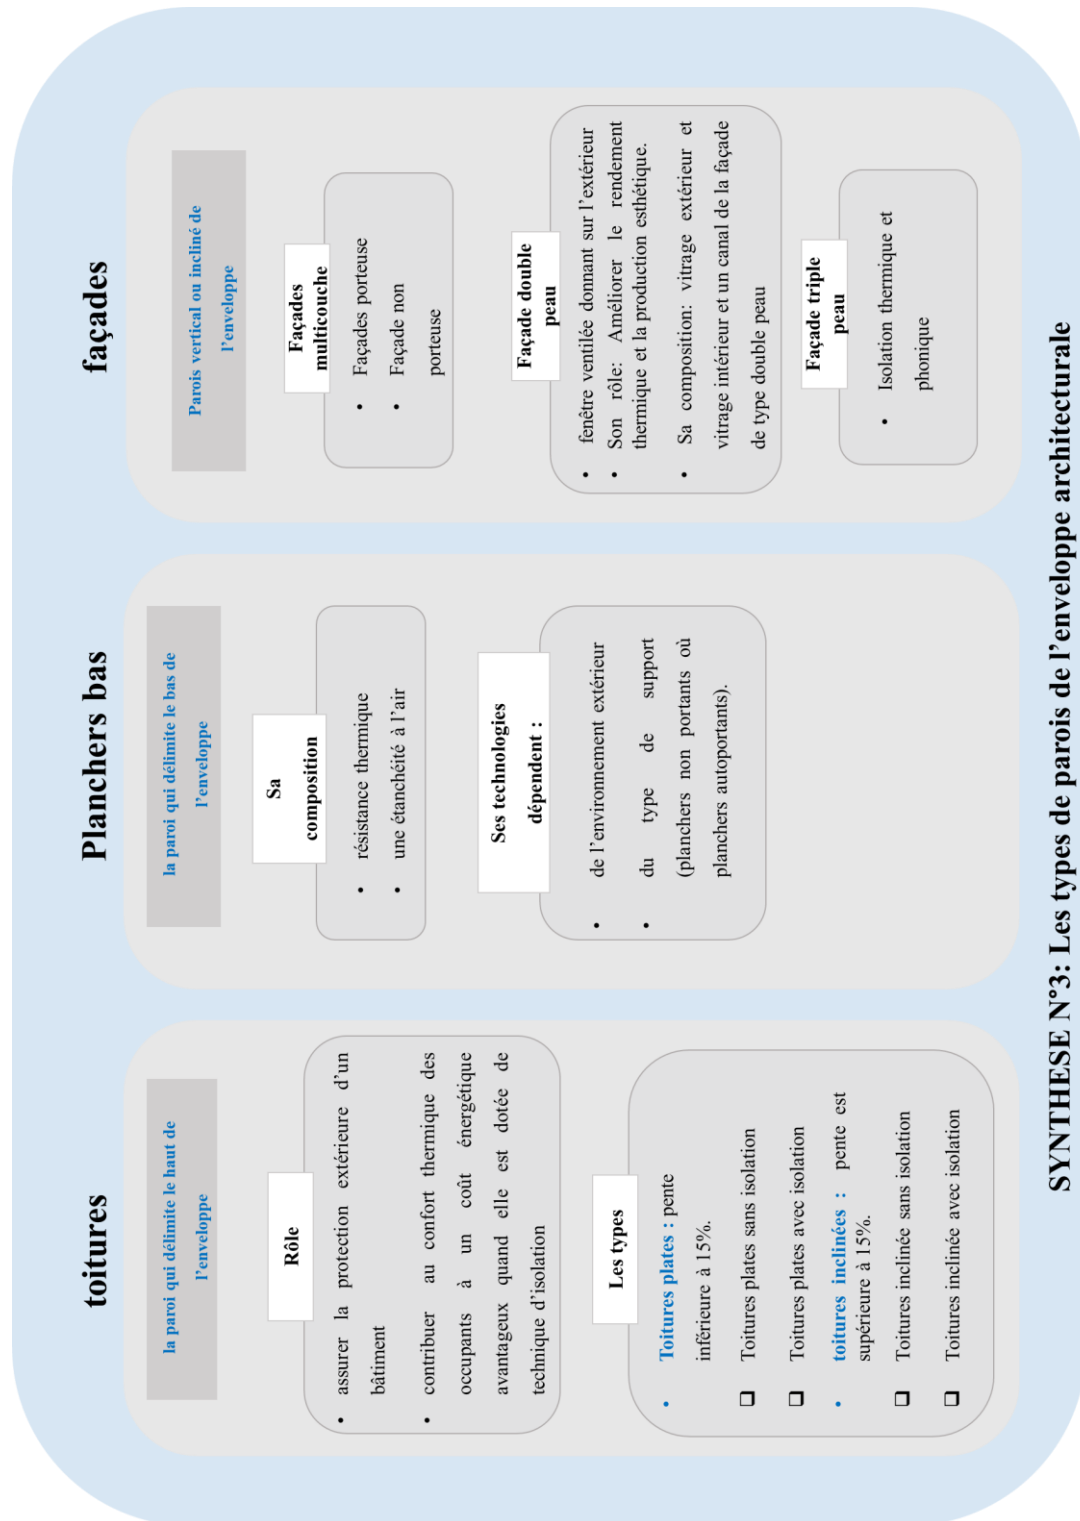 toitures
la paroi qui délimite le haut de
l'enveloppe
Rôle
• assurer la protection extérieure d'un
bâtiment
• contribuer au confort thermique des
occupants à un coût énergétique
avantageux quand elle est dotée de
technique d'isolation
Les types
• Toitures plates : pente
inférieure à 15%.
❑ Toitures plates sans isolation
❑ Toitures plates avec isolation
• toitures inclinées : pente est
supérieure à 15%.
❑ Toitures inclinée sans isolation
❑ Toitures inclinée avec isolation
Planchers bas
la paroi qui délimite le bas de
l'enveloppe
Sa
composition
• résistance thermique
• une étanchéité à l'air
Ses technologies
dépendent :
• de l'environnement extérieur
• du type de support
(planchers non portants où
planchers autoportants).
façades
Parois vertical ou incliné de
l'enveloppe
Façades
multicouche
• Façades porteuse
• Façade non
porteuse
Façade double
peau
• fenêtre ventilée donnant sur l'extérieur
• Son rôle: Améliorer le rendement
thermique et la production esthétique.
• Sa composition: vitrage extérieur et
vitrage intérieur et un canal de la façade
de type double peau
Façade triple
peau
• Isolation thermique et
phonique
SYNTHESE N°3: Les types de parois de l'enveloppe architecturale